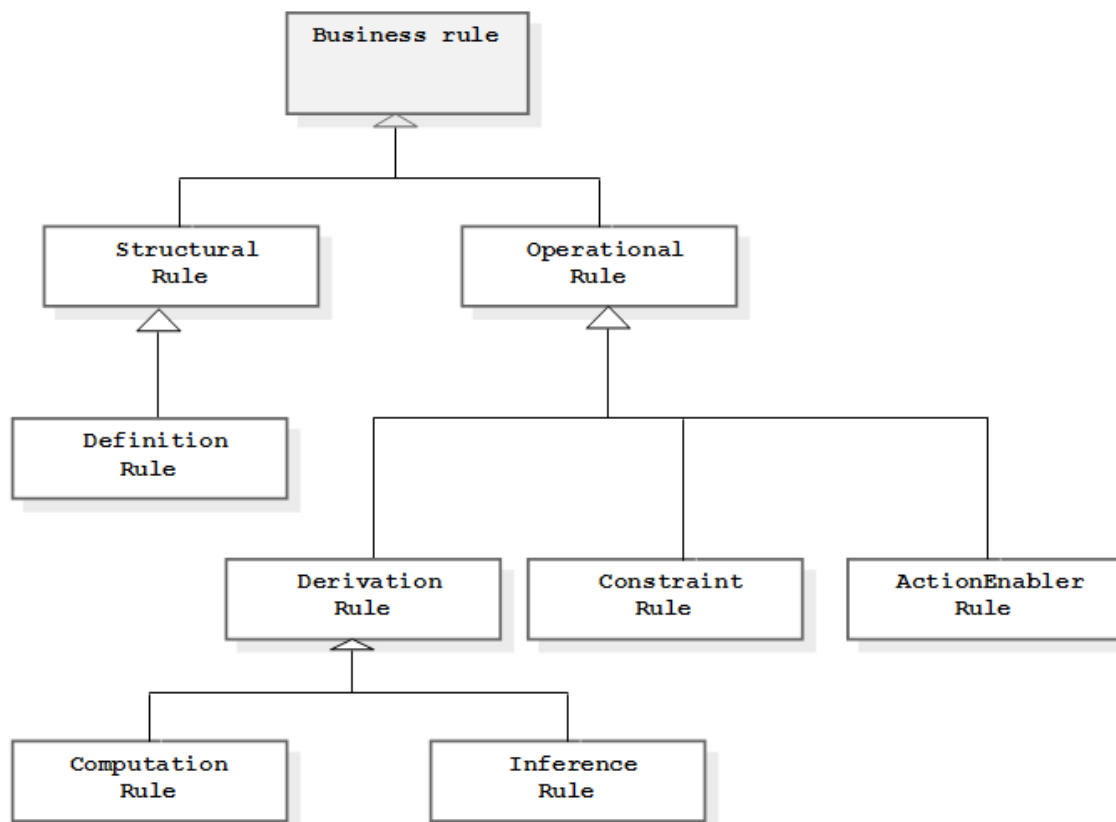 Business rule
Structural
Rule
Operational
Rule
Definition
Rule
Derivation
Rule
Constraint
Rule
ActionEnabler
Rule
Computation
Rule
Inference
Rule